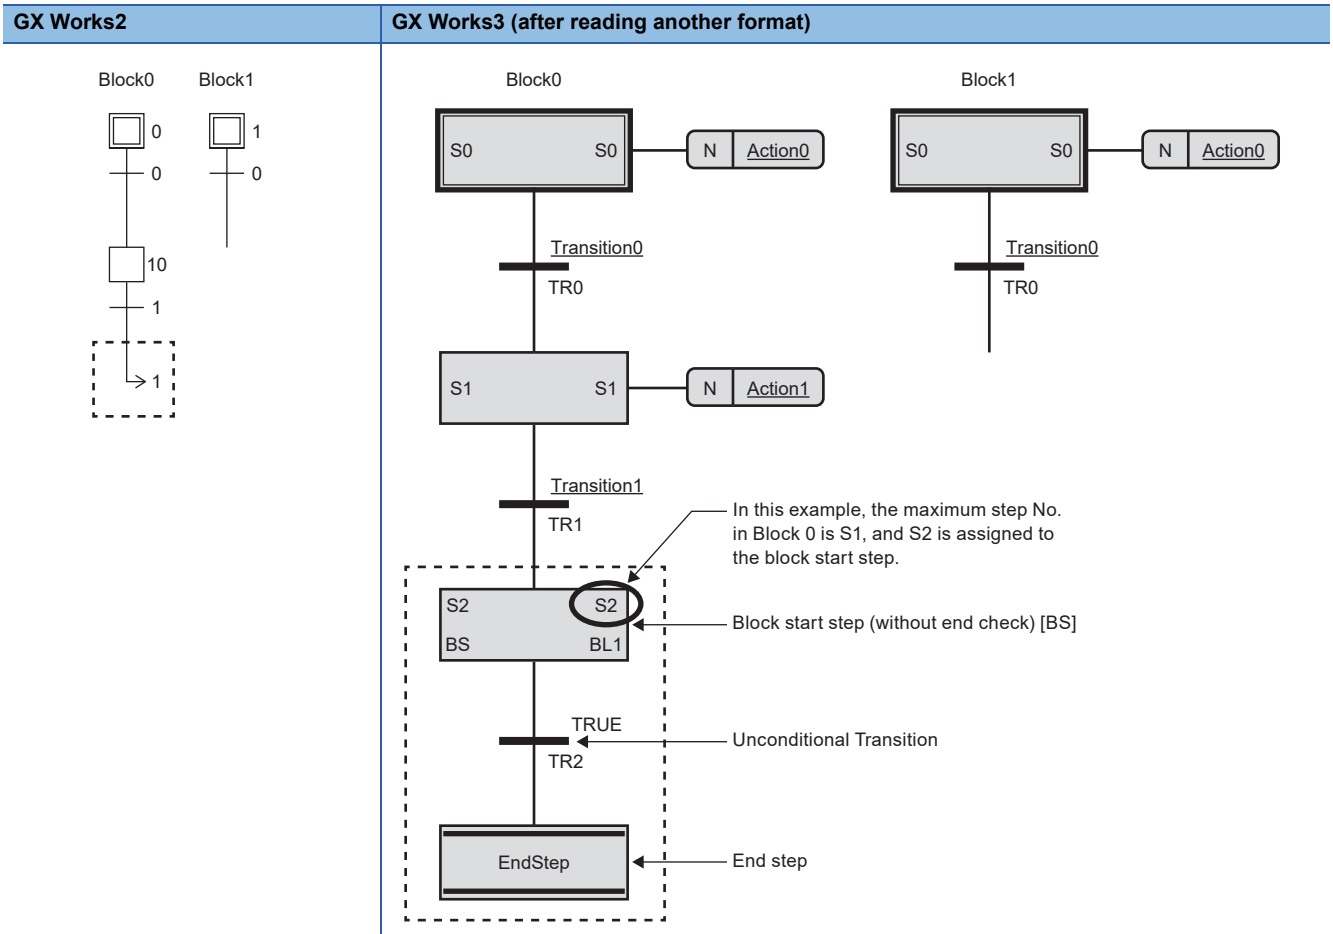 GX Works2
GX Works3 (after reading another format)
Block0 Block1
0 1
0 0
10
1
1
Block0 Block1
S0 S0 N Action0
S0 S0 N Action0
Transition0
TR0
Transition0
TR0
S1 S1 N Action1
Transition1
TR1
In this example, the maximum step No.
in Block 0 is S1, and S2 is assigned to
the block start step.
S2 S2
BS BL1
Block start step (without end check) [BS]
TRUE
TR2
Unconditional Transition
EndStep
End step